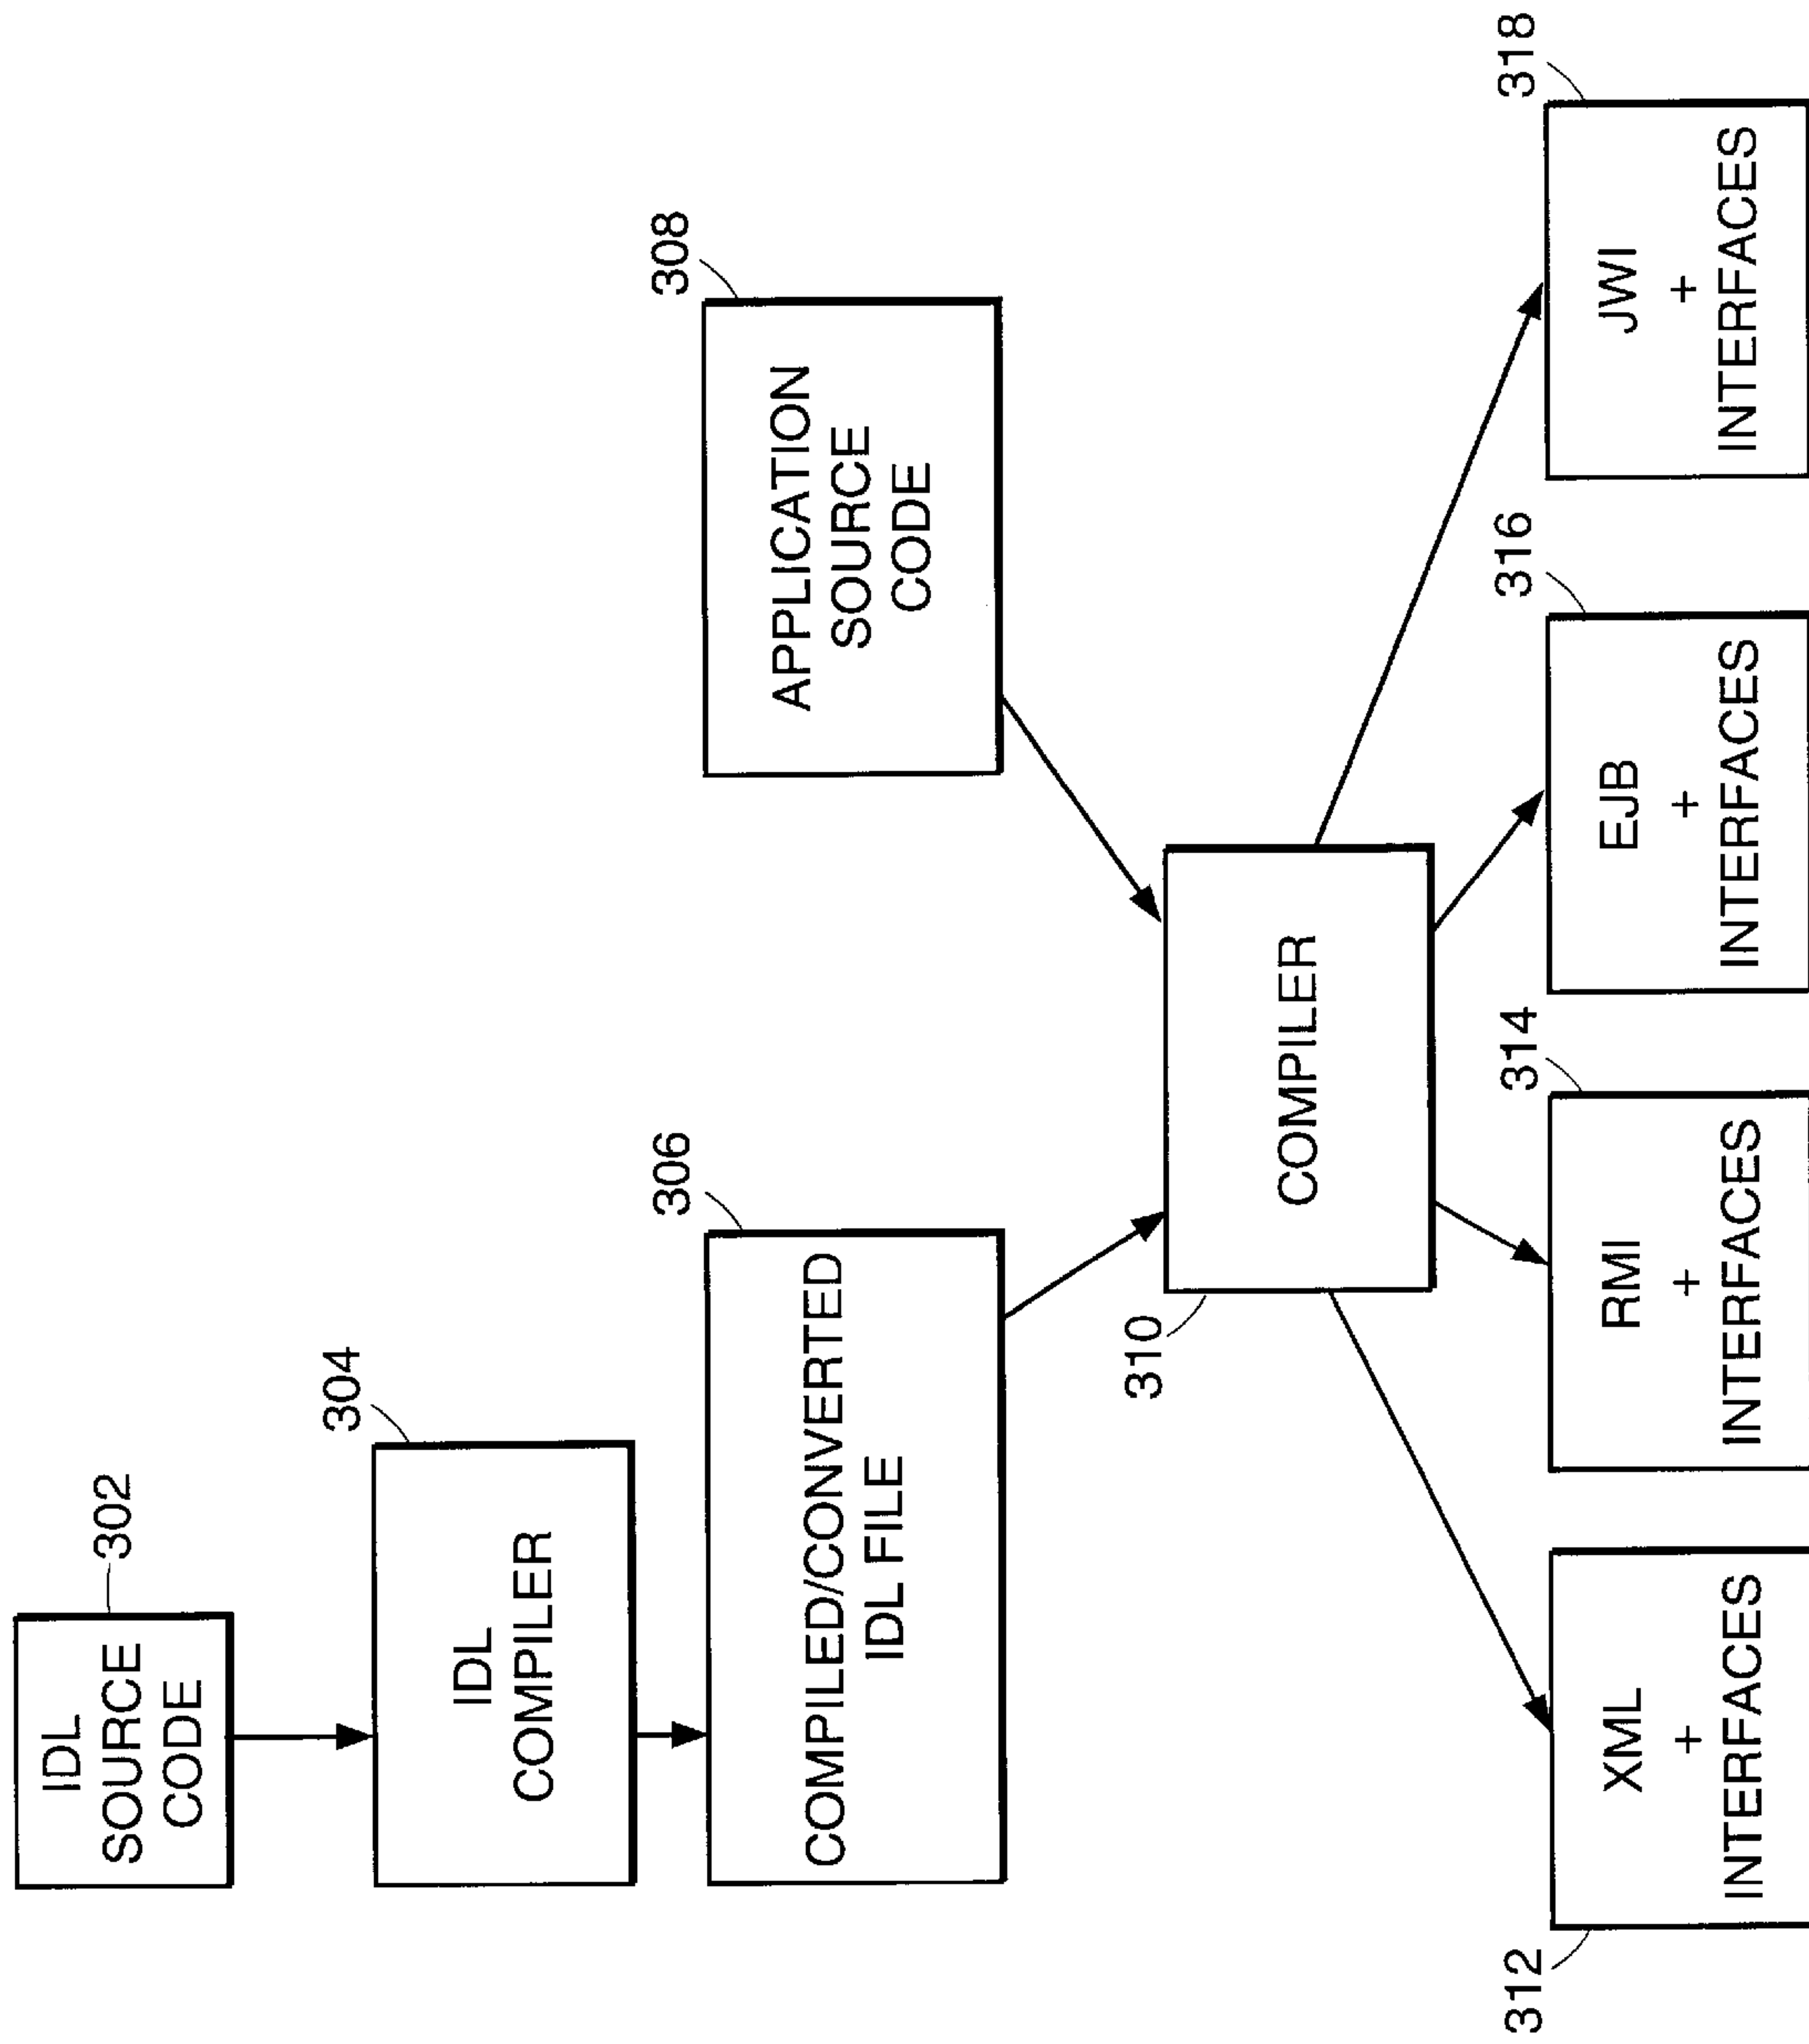 IDL
SOURCE
CODE
302
IDL
COMPILER
304
COMPILED/CONVERTED
IDL FILE
306
APPLICATION
SOURCE
CODE
308
COMPILER
310
XML
+
INTERFACES
312
RMI
+
INTERFACES
314
EJB
+
INTERFACES
316
JWI
+
INTERFACES
318